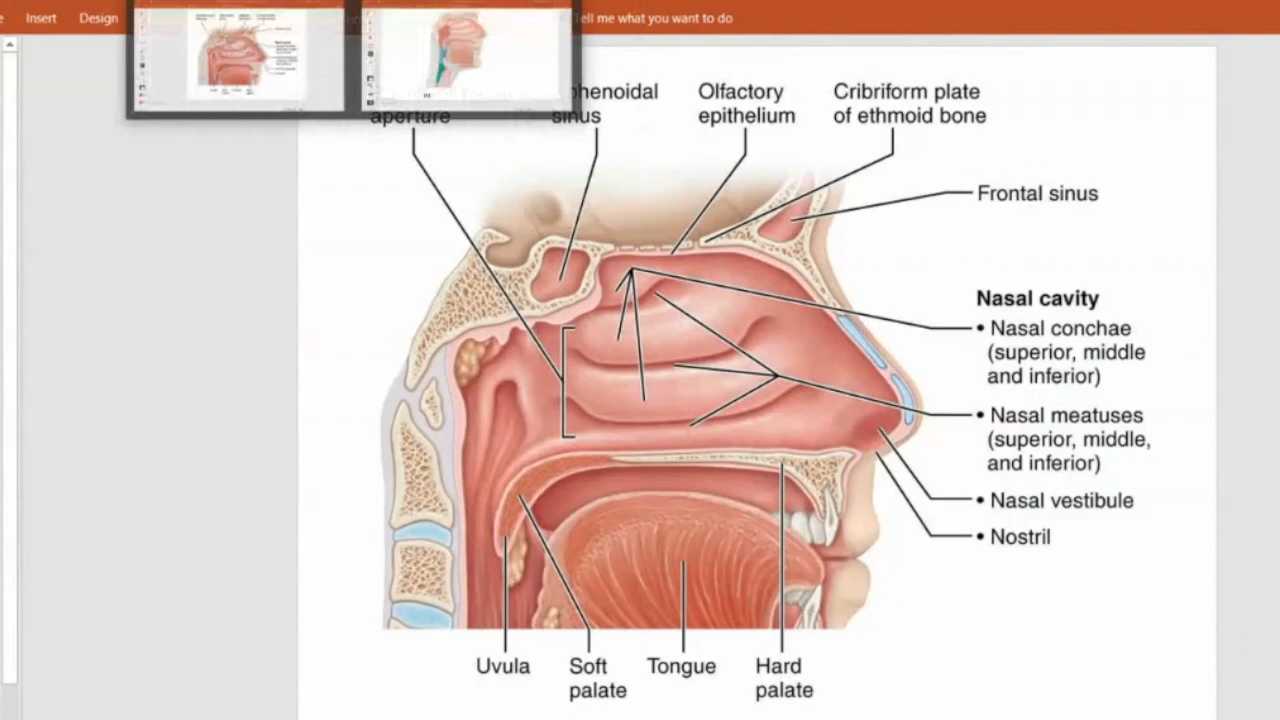 Insert Design Tell me what you want to do
phenoidal
sinus
aperture
Olfactory
epithelium
Cribriform plate
of ethmoid bone
Frontal sinus
Nasal cavity
• Nasal conchae
(superior, middle
and inferior)
• Nasal meatuses
(superior, middle,
and inferior)
• Nasal vestibule
• Nostril
Uvula
Soft
palate
Tongue
Hard
palate